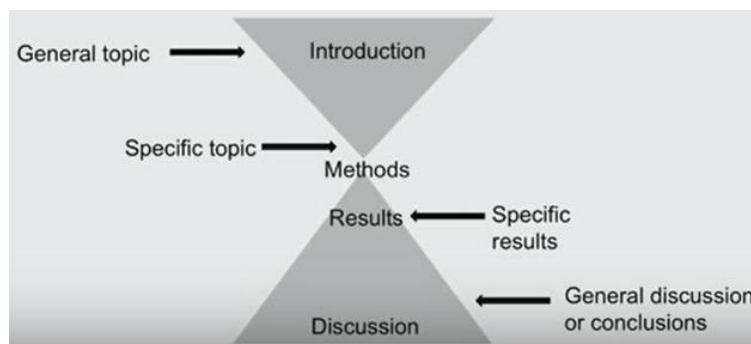 Introduction
General topic
Specific topic
Methods
Results
Specific
results
General discussion
or conclusions
Discussion